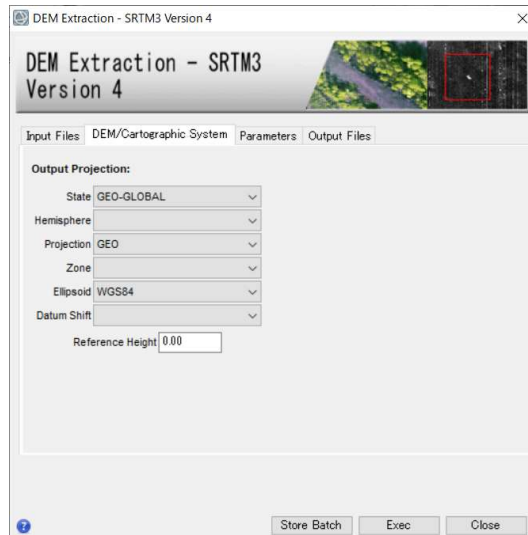 DEM Extraction - SRTM3 Version 4
DEM Extraction - SRTM3
Version 4
Input Files DEM/Cartographic System Parameters Output Files
Output Projection:
State GEO-GLOBAL
Hemisphere
Projection GEO
Zone
Ellipsoid WGS84
Datum Shift
Reference Height 0.00
Store Batch Exec Close